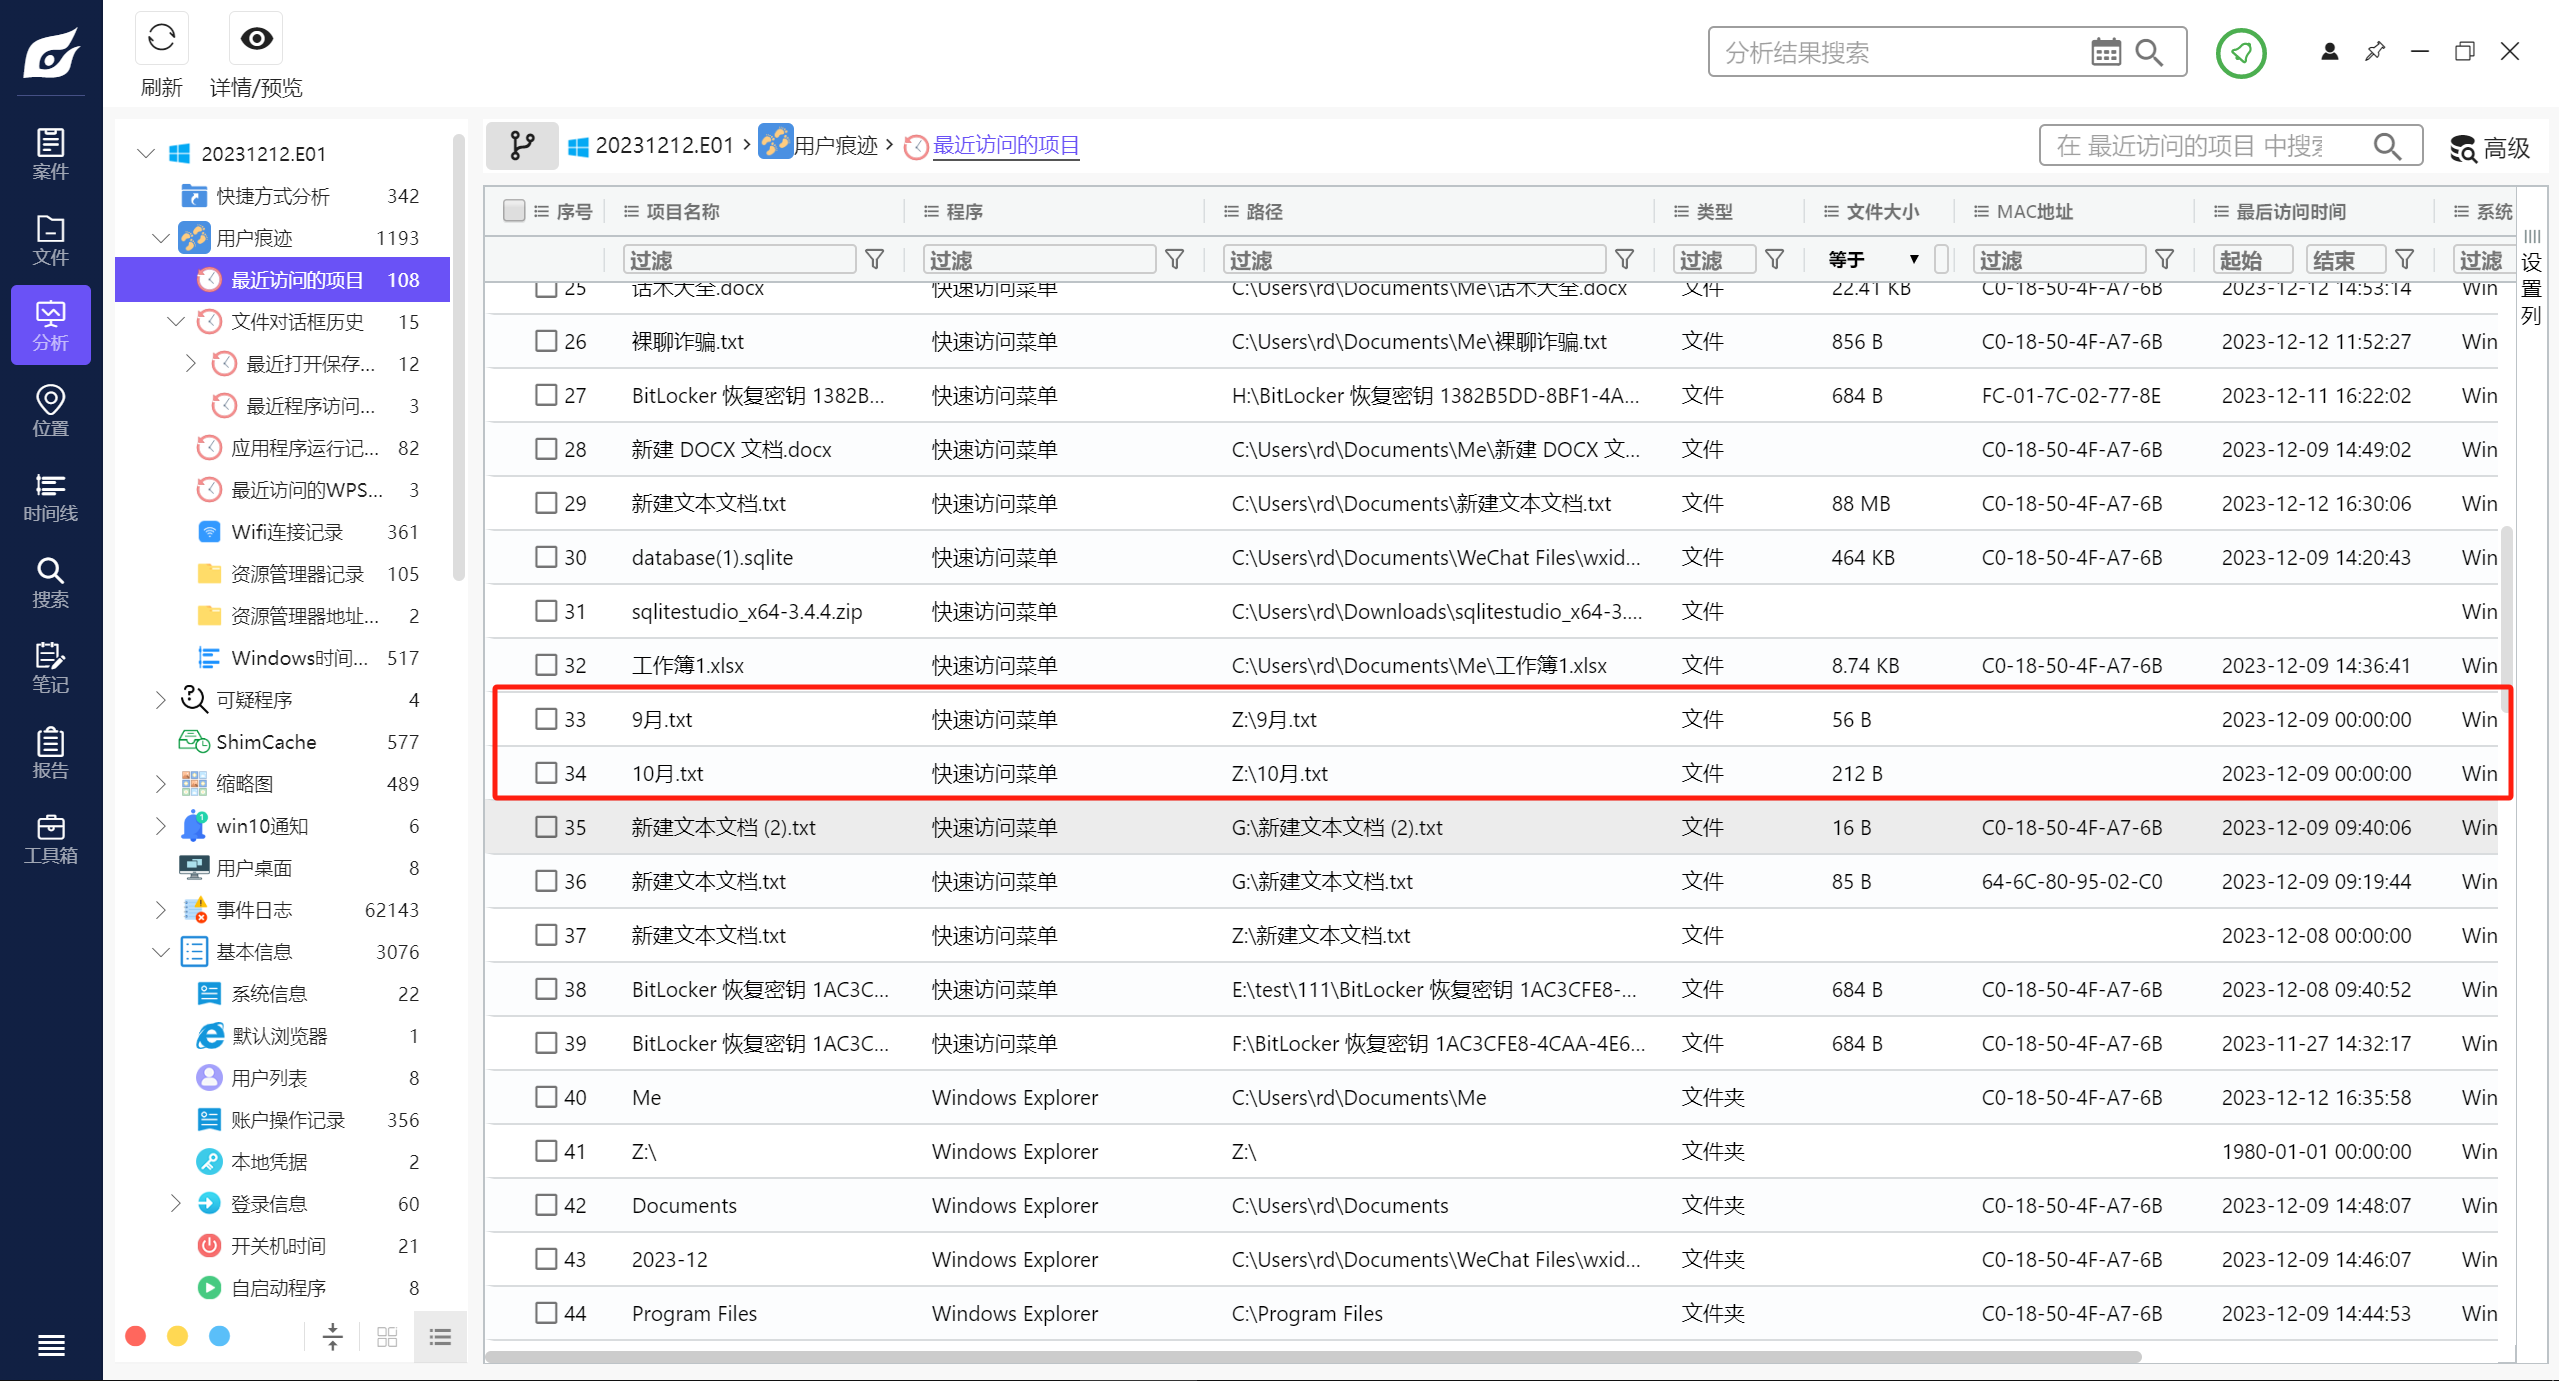 刷新
详情/预览
分析结果搜索
案件
文件
分析
位置
时间线
搜索
笔记
报告
工具箱
20231212.E01
快捷方式分析 342
用户痕迹 1193
最近访问的项目 108
文件对话框历史 15
最近打开保存... 12
最近程序访问... 3
应用程序运行记... 82
最近访问的WPS... 3
Wifi连接记录 361
资源管理器记录 105
资源管理器地址... 2
Windows时间... 517
可疑程序 4
ShimCache 577
缩略图 489
win10通知 6
用户桌面 8
事件日志 62143
基本信息 3076
系统信息 22
默认浏览器 1
用户列表 8
账户操作记录 356
本地凭据 2
登录信息 60
开关机时间 21
自启动程序 8
20231212.E01 › 用户痕迹 › 最近访问的项目
在 最近访问的项目 中搜索
高级
序号 项目名称 程序 路径 类型 文件大小 MAC地址 最后访问时间 系统
过滤 过滤 过滤 过滤 等于 过滤 起始 结束 过滤
设置列
25 话术大全.docx 快速访问菜单 C:\Users\rd\Documents\Me\话术大全.docx 文件 22.41 KB C0-18-50-4F-A7-6B 2023-12-12 14:53:14 Win
26 裸聊诈骗.txt 快速访问菜单 C:\Users\rd\Documents\Me\裸聊诈骗.txt 文件 856 B C0-18-50-4F-A7-6B 2023-12-12 11:52:27 Win
27 BitLocker 恢复密钥 1382B... 快速访问菜单 H:\BitLocker 恢复密钥 1382B5DD-8BF1-4A... 文件 684 B FC-01-7C-02-77-8E 2023-12-11 16:22:02 Win
28 新建 DOCX 文档.docx 快速访问菜单 C:\Users\rd\Documents\Me\新建 DOCX 文... 文件 C0-18-50-4F-A7-6B 2023-12-09 14:49:02 Win
29 新建文本文档.txt 快速访问菜单 C:\Users\rd\Documents\新建文本文档.txt 文件 88 MB C0-18-50-4F-A7-6B 2023-12-12 16:30:06 Win
30 database(1).sqlite 快速访问菜单 C:\Users\rd\Documents\WeChat Files\wxid... 文件 464 KB C0-18-50-4F-A7-6B 2023-12-09 14:20:43 Win
31 sqlitestudio_x64-3.4.4.zip 快速访问菜单 C:\Users\rd\Downloads\sqlitestudio_x64-3.... 文件 Win
32 工作簿1.xlsx 快速访问菜单 C:\Users\rd\Documents\Me\工作簿1.xlsx 文件 8.74 KB C0-18-50-4F-A7-6B 2023-12-09 14:36:41 Win
33 9月.txt 快速访问菜单 Z:\9月.txt 文件 56 B 2023-12-09 00:00:00 Win
34 10月.txt 快速访问菜单 Z:\10月.txt 文件 212 B 2023-12-09 00:00:00 Win
35 新建文本文档 (2).txt 快速访问菜单 G:\新建文本文档 (2).txt 文件 16 B C0-18-50-4F-A7-6B 2023-12-09 09:40:06 Win
36 新建文本文档.txt 快速访问菜单 G:\新建文本文档.txt 文件 85 B 64-6C-80-95-02-C0 2023-12-09 09:19:44 Win
37 新建文本文档.txt 快速访问菜单 Z:\新建文本文档.txt 文件 2023-12-08 00:00:00 Win
38 BitLocker 恢复密钥 1AC3C... 快速访问菜单 E:\test\111\BitLocker 恢复密钥 1AC3CFE8-... 文件 684 B C0-18-50-4F-A7-6B 2023-12-08 09:40:52 Win
39 BitLocker 恢复密钥 1AC3C... 快速访问菜单 F:\BitLocker 恢复密钥 1AC3CFE8-4CAA-4E6... 文件 684 B C0-18-50-4F-A7-6B 2023-11-27 14:32:17 Win
40 Me Windows Explorer C:\Users\rd\Documents\Me 文件夹 C0-18-50-4F-A7-6B 2023-12-12 16:35:58 Win
41 Z:\ Windows Explorer Z:\ 文件夹 1980-01-01 00:00:00 Win
42 Documents Windows Explorer C:\Users\rd\Documents 文件夹 C0-18-50-4F-A7-6B 2023-12-09 14:48:07 Win
43 2023-12 Windows Explorer C:\Users\rd\Documents\WeChat Files\wxid... 文件夹 C0-18-50-4F-A7-6B 2023-12-09 14:46:07 Win
44 Program Files Windows Explorer C:\Program Files 文件夹 C0-18-50-4F-A7-6B 2023-12-09 14:44:53 Win